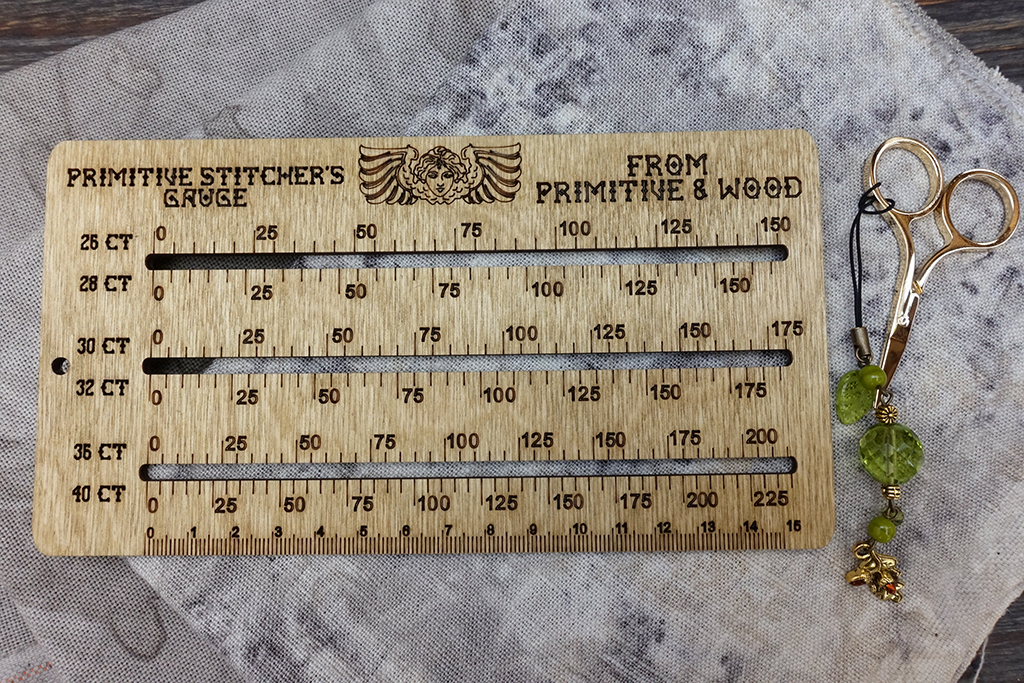 PRIMITIVE STITCHER'S
GAUGE
FROM
PRIMITIVE & WOOD
26 CT 0 25 50 75 100 125 150
28 CT 0 25 50 75 100 125 150
30 CT 0 25 50 75 100 125 150 175
32 CT 0 25 50 75 100 125 150 175
36 CT 0 25 50 75 100 125 150 175 200
40 CT 0 25 50 75 100 125 150 175 200 225
0 1 2 3 4 5 6 7 8 9 10 11 12 13 14 15